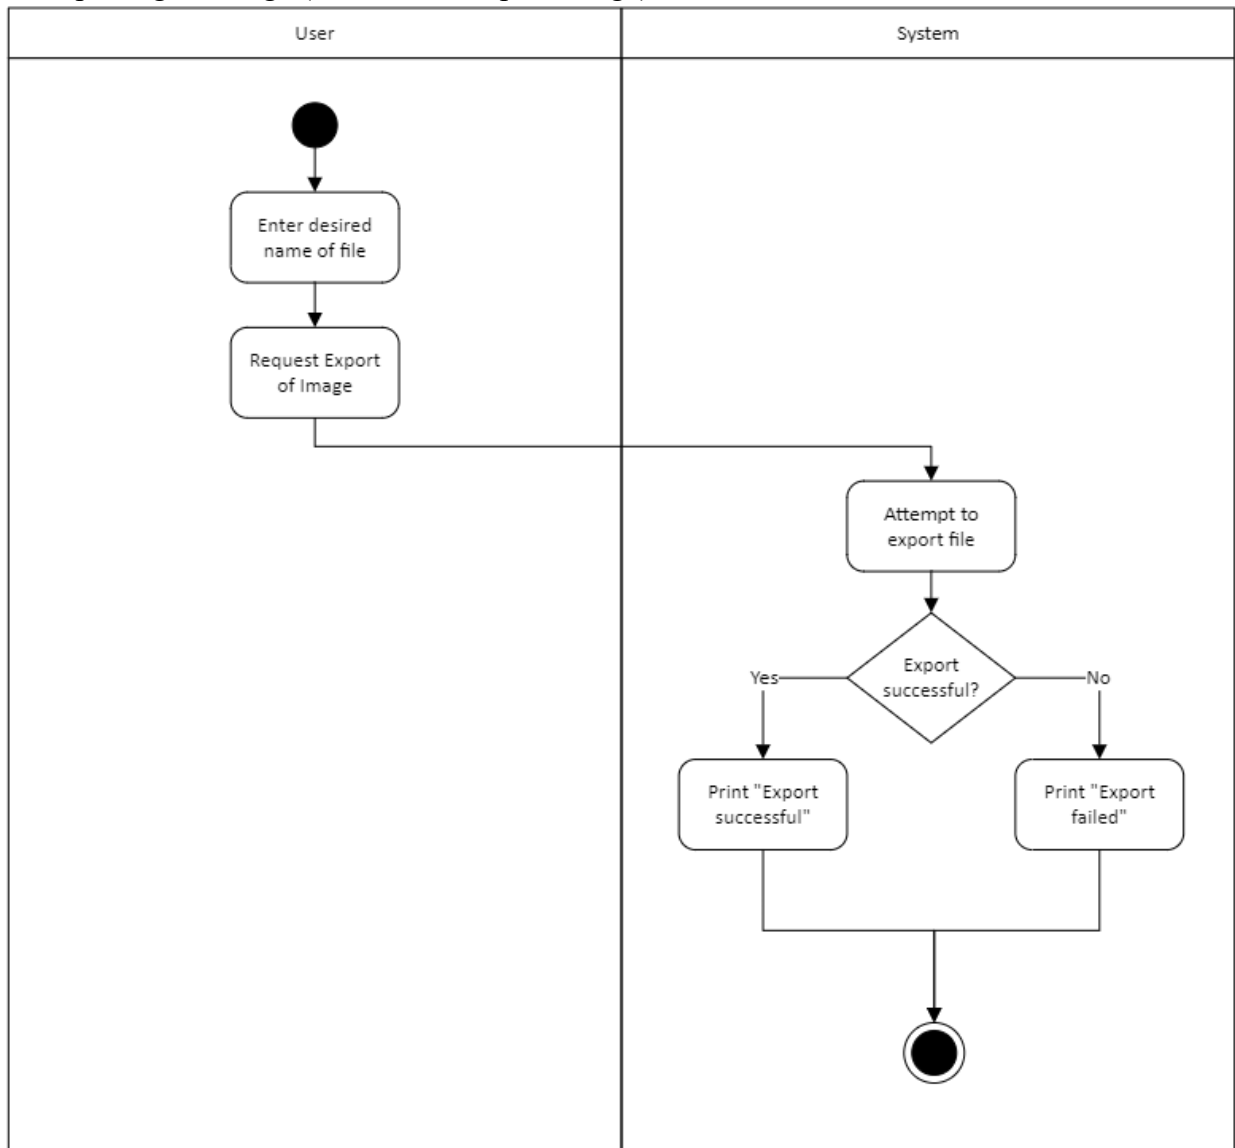 User
System
Enter desired
name of file
Request Export
of Image
Attempt to
export file
Export
successful?
Yes
No
Print "Export
successful"
Print "Export
failed"